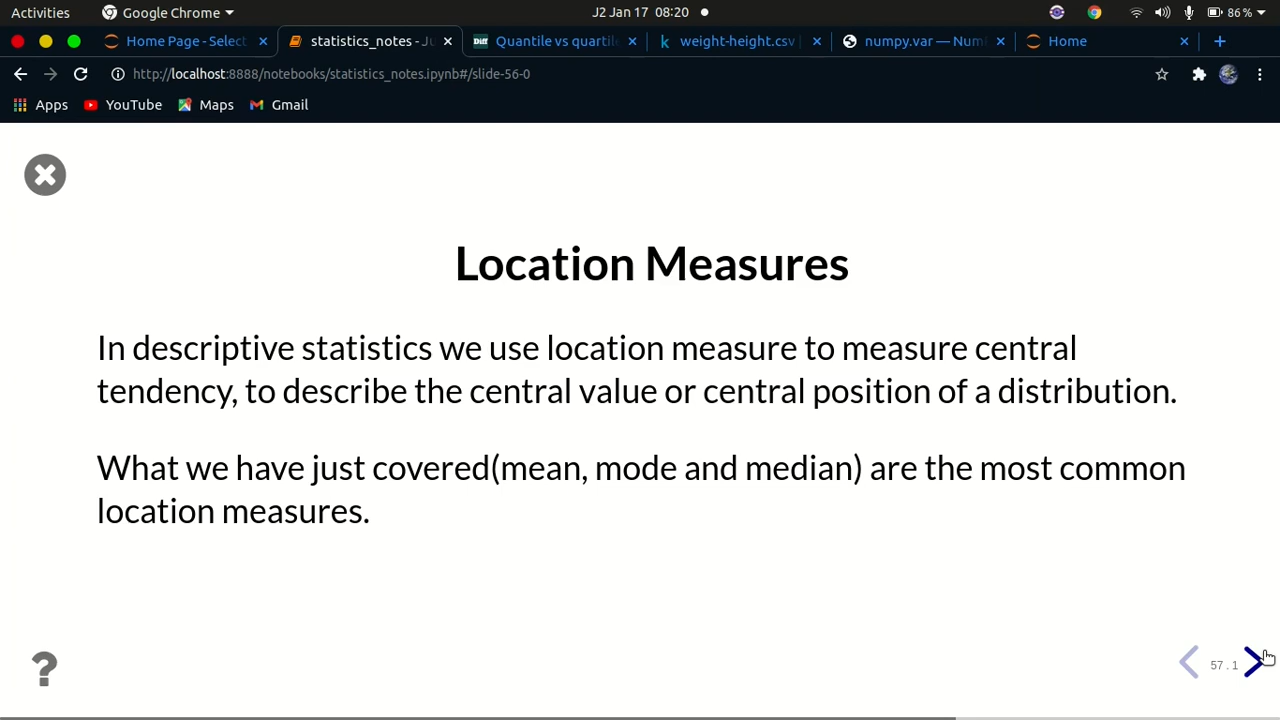 Activities Google Chrome J2 Jan 17 08:20 86 %
Home Page - Select statistics_notes - Ju Quantile vs quartile weight-height.csv | numpy.var — Num Home
http://localhost:8888/notebooks/statistics_notes.ipynb#/slide-56-0
Apps YouTube Maps Gmail
Location Measures
In descriptive statistics we use location measure to measure central
tendency, to describe the central value or central position of a distribution.
What we have just covered(mean, mode and median) are the most common
location measures.
57 . 1